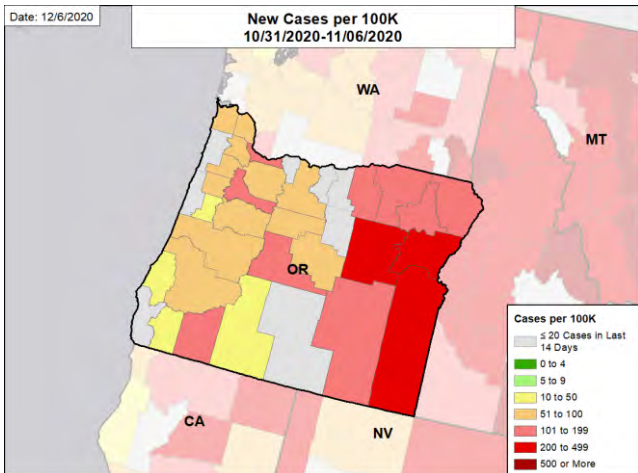 Date: 12/6/2020
New Cases per 100K
10/31/2020-11/06/2020
WA
MT
OR
CA
NV
Cases per 100K
≤ 20 Cases in Last
14 Days
0 to 4
5 to 9
10 to 50
51 to 100
101 to 199
200 to 499
500 or More